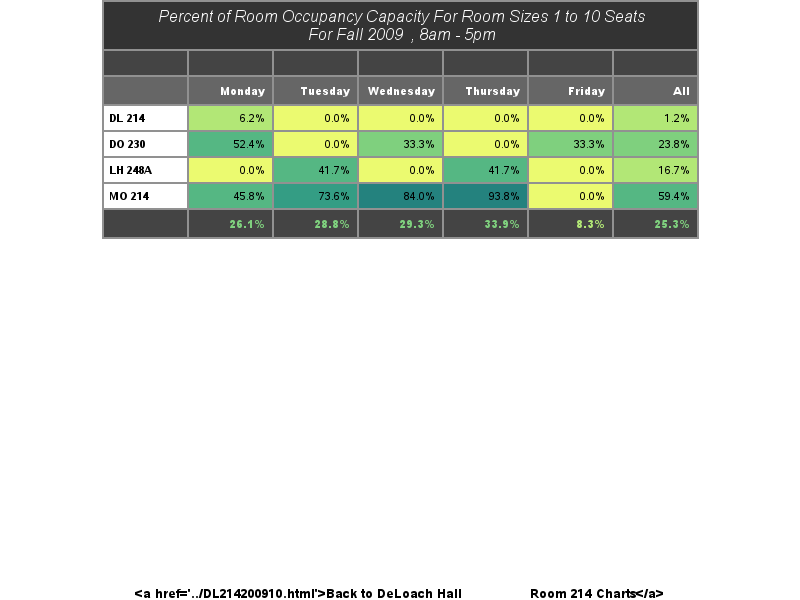 Percent of Room Occupancy Capacity For Room Sizes 1 to 10 Seats
For Fall 2009 , 8am - 5pm
Monday Tuesday Wednesday Thursday Friday All
DL 214 6.2% 0.0% 0.0% 0.0% 0.0% 1.2%
DO 230 52.4% 0.0% 33.3% 0.0% 33.3% 23.8%
LH 248A 0.0% 41.7% 0.0% 41.7% 0.0% 16.7%
MO 214 45.8% 73.6% 84.0% 93.8% 0.0% 59.4%
26.1% 28.8% 29.3% 33.9% 8.3% 25.3%
<a href='../DL214200910.html'>Back to DeLoach Hall Room 214 Charts</a>